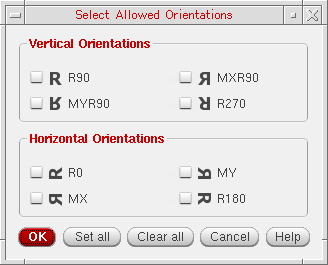 Select Allowed Orientations
Vertical Orientations
R R90 R MXR90
R MYR90 R R270
Horizontal Orientations
R R0 R MY
R MX R R180
OK Set all Clear all Cancel Help